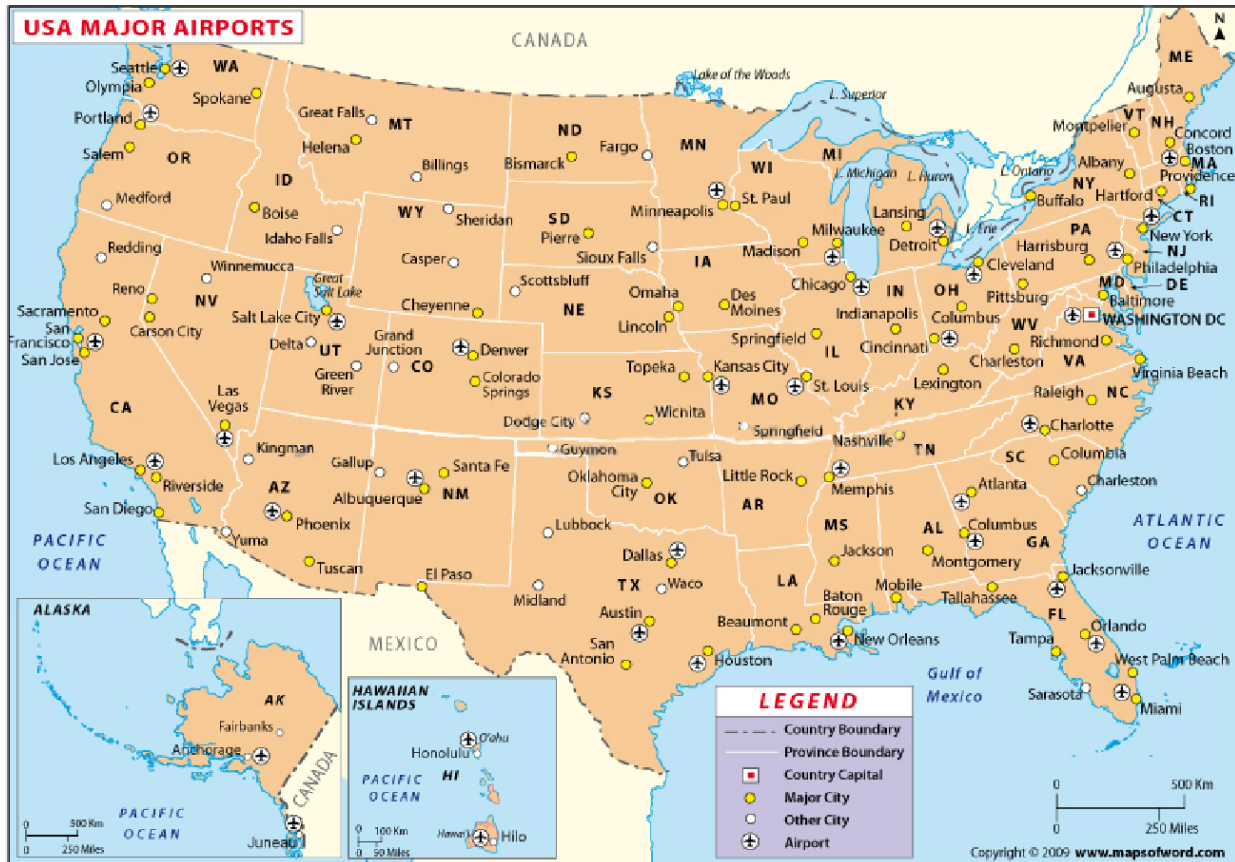 USA MAJOR AIRPORTS
CANADA
N
ME
Seattle
WA
Olympia
Spokane
Lake of the Woods
L. Superior
Augusta
Great Falls
MT
ND
MN
VT
NH
Montpelier
Portland
Helena
Concord
Salem
OR
Billings
Bismarck
Fargo
WI
MI
Boston
MA
L. Michigan
L. Huron
L. Ontario
Albany
NY
Providence
ID
Hartford
RI
Medford
Boise
WY
Sheridan
SD
Minneapolis
St. Paul
Lansing
Buffalo
CT
Idaho Falls
Pierre
Milwaukee
L. Erie
PA
New York
Redding
Sioux Falls
Madison
Detroit
Harrisburg
NJ
Winnemucca
Casper
Scottsbluff
IA
Cleveland
Philadelphia
Reno
NV
Great
Salt Lake
NE
Omaha
Des
Moines
Chicago
IN
OH
Pittsburg
MD
DE
Baltimore
Sacramento
Salt Lake City
Cheyenne
Lincoln
Indianapolis
Columbus
WV
WASHINGTON DC
San
Francisco
Carson City
Delta
Grand
Junction
Denver
Springfield
IL
Cincinnati
Richmond
San Jose
UT
CO
Topeka
Kansas City
Charleston
VA
Green
River
Colorado
Springs
St. Louis
Lexington
Virginia Beach
Las
Vegas
KS
MO
KY
Raleigh
NC
CA
Dodge City
Wichita
Springfield
Nashville
Charlotte
Kingman
Guymon
TN
Los Angeles
Gallup
Santa Fe
Tulsa
SC
Columbia
Riverside
AZ
Albuquerque
NM
Oklahoma
City
OK
Little Rock
AR
Memphis
Atlanta
Charleston
San Diego
Phoenix
Lubbock
MS
AL
Columbus
ATLANTIC
OCEAN
PACIFIC
OCEAN
Yuma
Dallas
GA
Tuscan
El Paso
TX
Waco
LA
Jackson
Montgomery
Jacksonville
Midland
Mobile
Tallahassee
ALASKA
Austin
Baton
Rouge
FL
MEXICO
Beaumont
Orlando
San
Antonio
New Orleans
Tampa
Houston
West Palm Beach
Gulf of
Mexico
Sarasota
Miami
AK
Fairbanks
Anchorage
CANADA
PACIFIC
OCEAN
500 Km
250 Miles
Juneau
HAWAIIAN
ISLANDS
O'ahu
Honolulu
PACIFIC
OCEAN
HI
100 Km
50 Miles
Hawai'i
Hilo
LEGEND
Country Boundary
Province Boundary
Country Capital
Major City
Other City
Airport
0
500 Km
0
250 Miles
Copyright © 2009 www.mapsofword.com